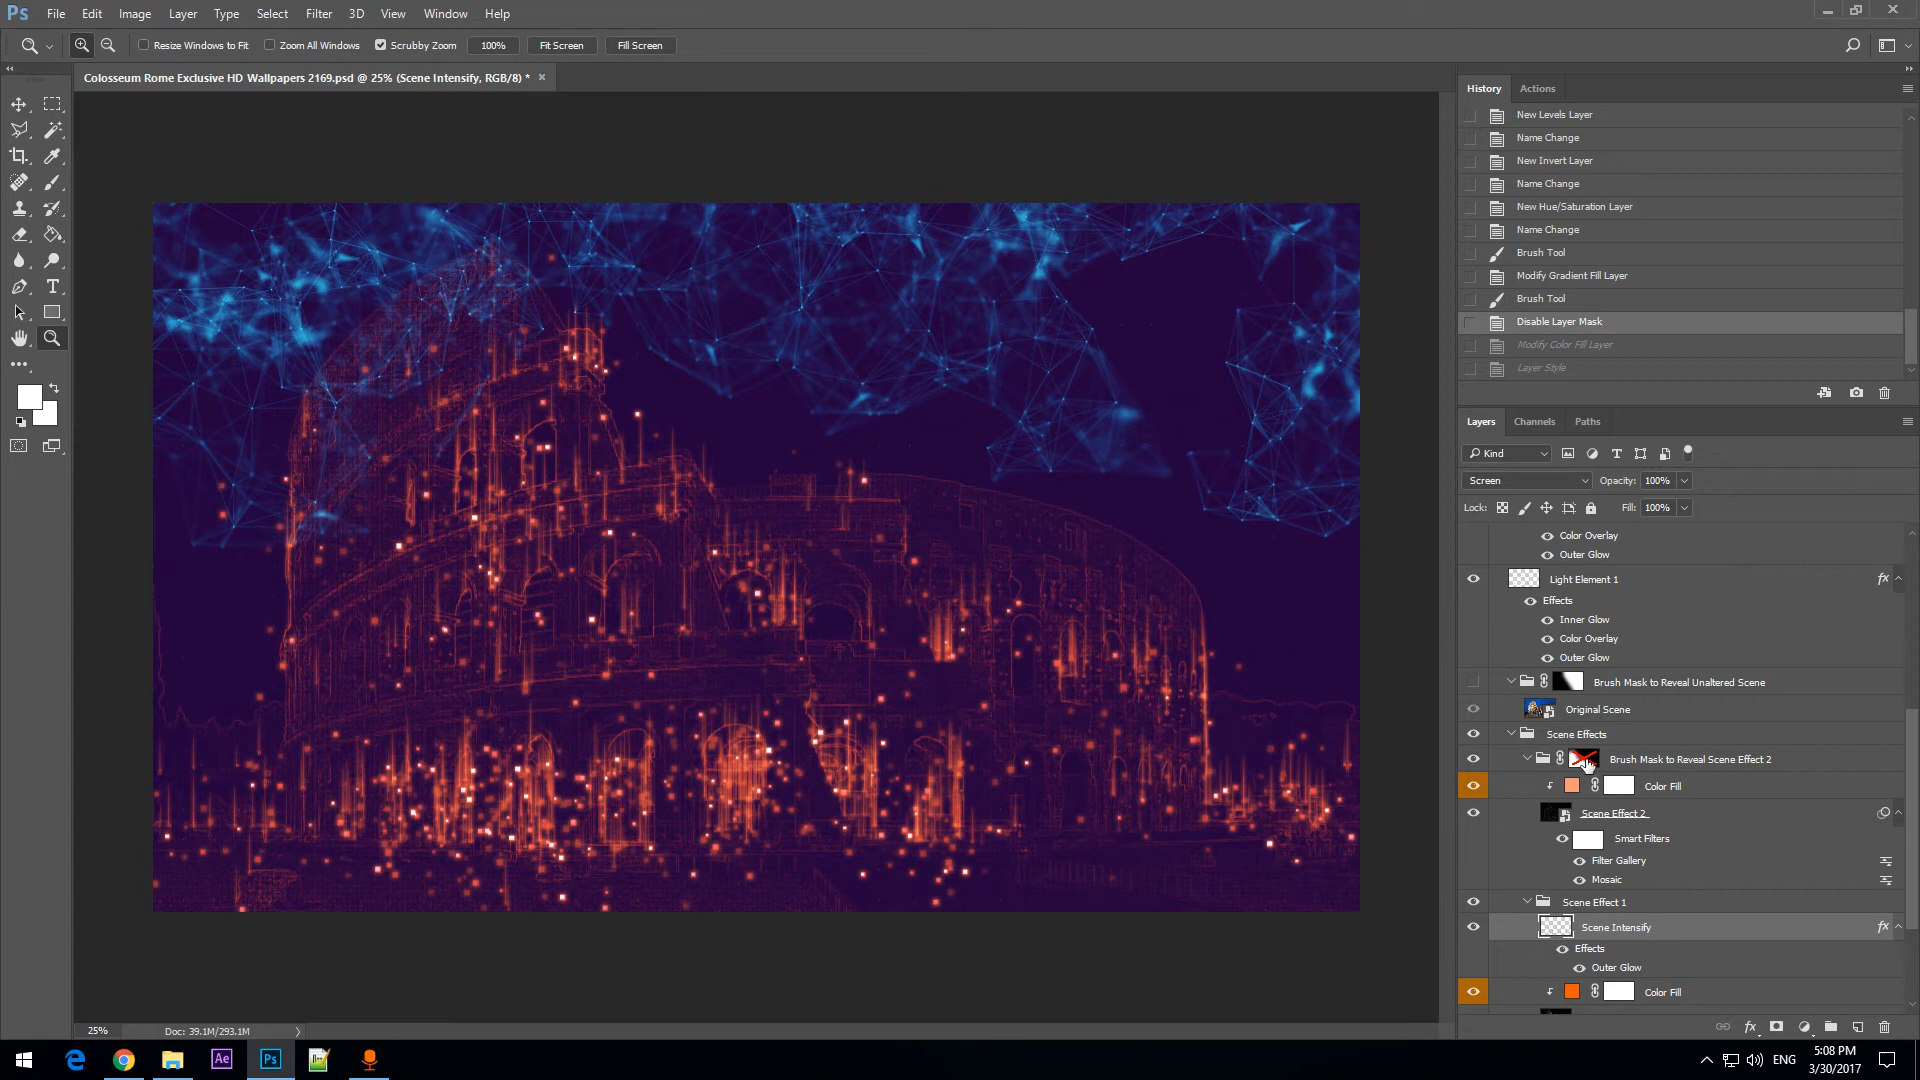 Ps File Edit Image Layer Type Select Filter 3D View Window Help
Resize Windows to Fit Zoom All Windows Scrubby Zoom 100% Fit Screen Fill Screen
Colosseum Rome Exclusive HD Wallpapers 2169.psd @ 25% (Scene Intensify, RGB/8) *
History Actions
New Levels Layer
Name Change
New Invert Layer
Name Change
New Hue/Saturation Layer
Name Change
Brush Tool
Modify Gradient Fill Layer
Brush Tool
Disable Layer Mask
Modify Color Fill Layer
Layer Style
Layers Channels Paths
Kind
Screen Opacity: 100%
Lock: Fill: 100%
Color Overlay
Outer Glow
Light Element 1 fx
Effects
Inner Glow
Color Overlay
Outer Glow
Brush Mask to Reveal Unaltered Scene
Original Scene
Scene Effects
Brush Mask to Reveal Scene Effect 2
Color Fill
Scene Effect 2
Smart Filters
Filter Gallery
Mosaic
Scene Effect 1
Scene Intensify fx
Effects
Outer Glow
Color Fill
fx
25% Doc: 39.1M/293.1M
Ae Ps ENG 5:08 PM
3/30/2017